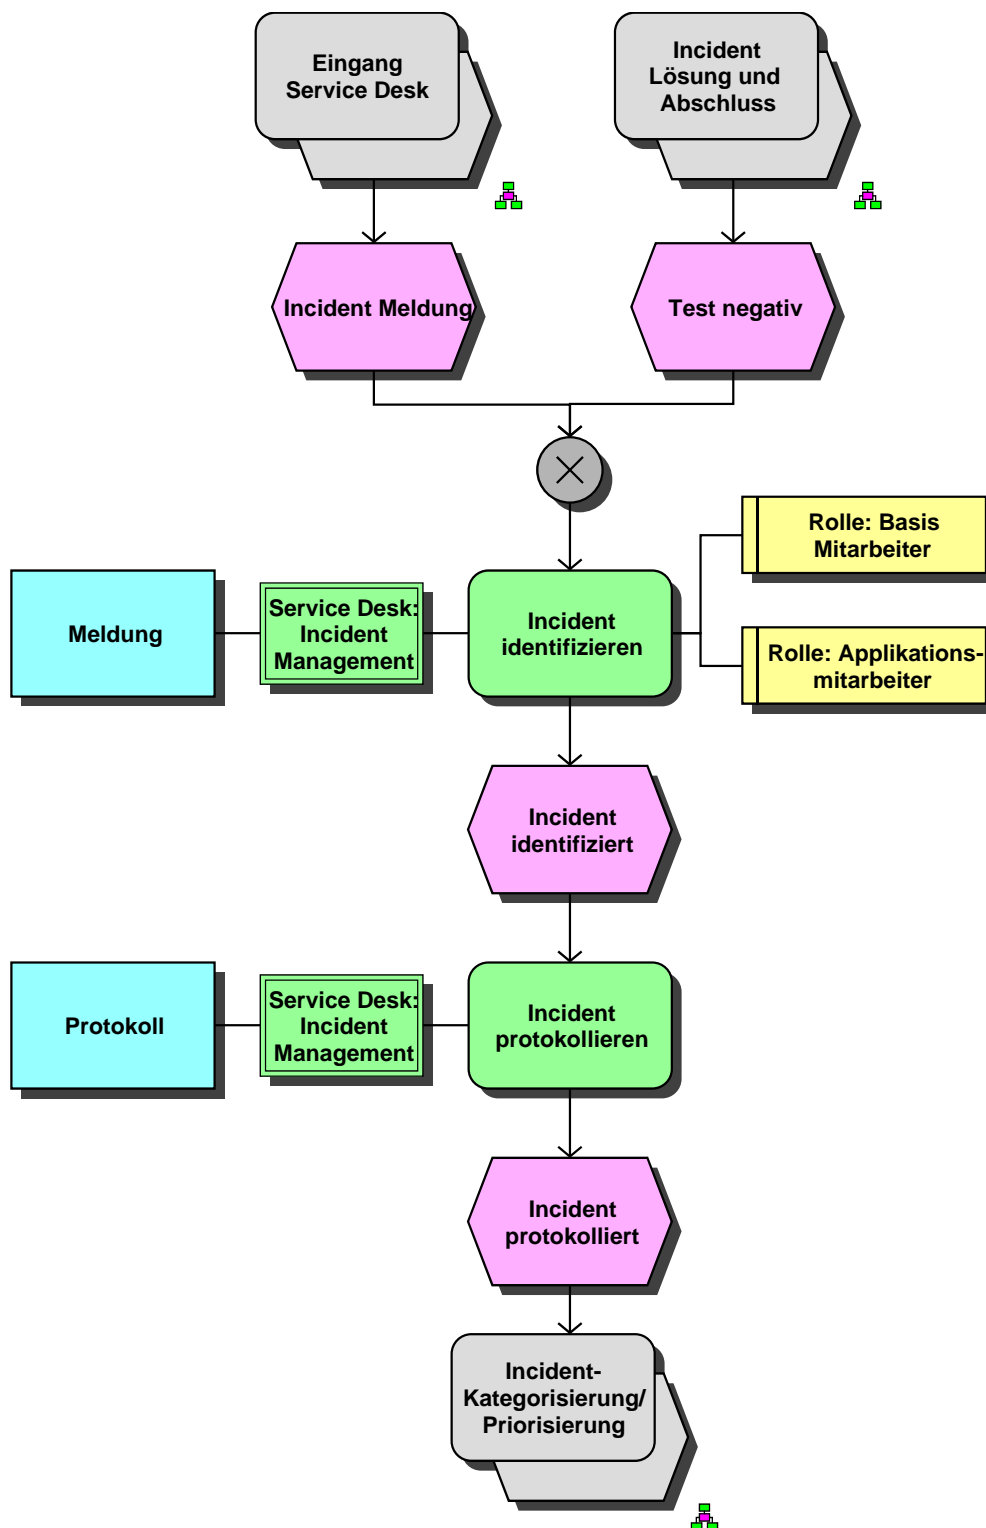 Eingang
Service Desk
Incident
Lösung und
Abschluss
Incident Meldung
Test negativ
Rolle: Basis
Mitarbeiter
Meldung
Service Desk:
Incident
Management
Incident
identifizieren
Rolle: Applikations-
mitarbeiter
Incident
identifiziert
Protokoll
Service Desk:
Incident
Management
Incident
protokollieren
Incident
protokolliert
Incident-
Kategorisierung/
Priorisierung